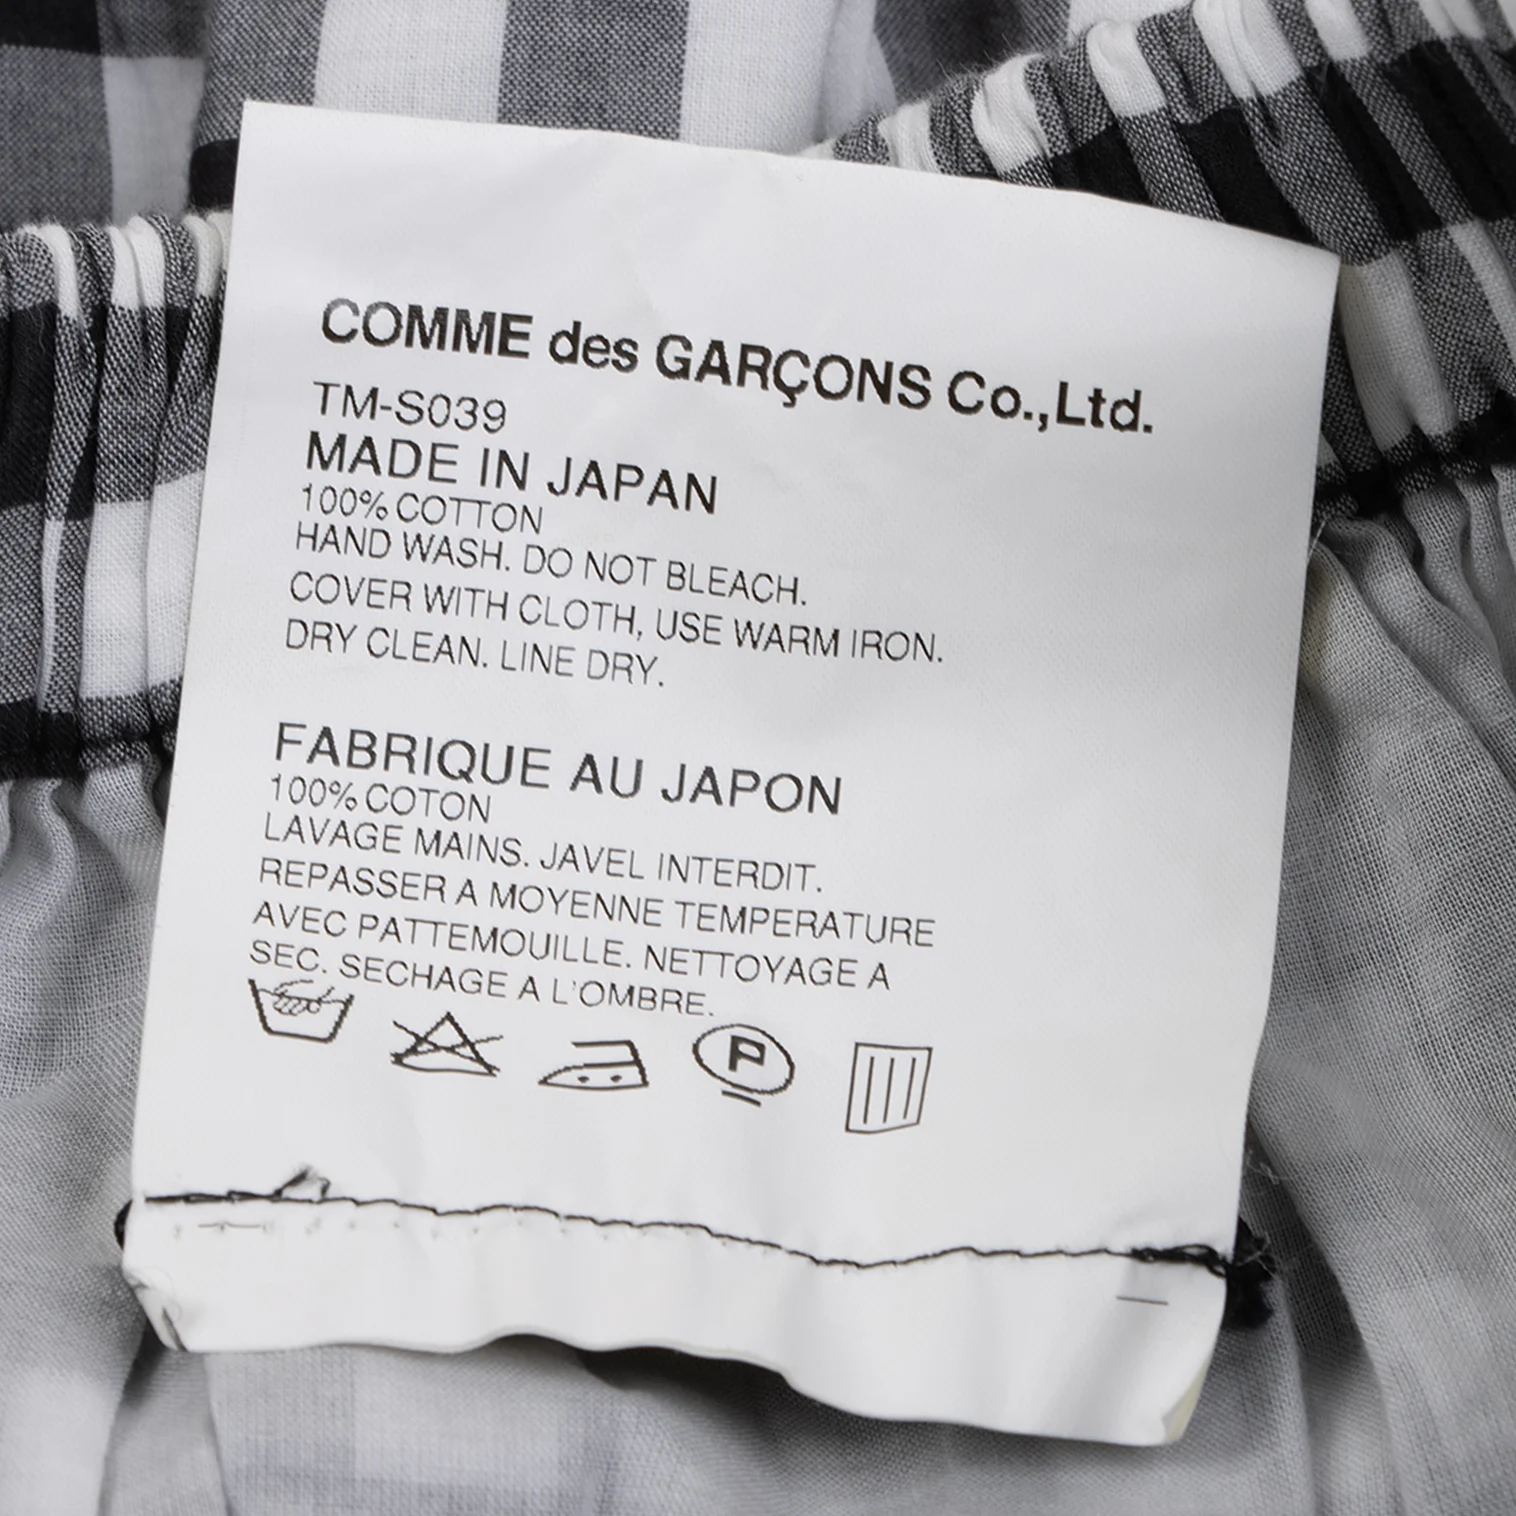 COMME des GARÇONS Co.,Ltd.
TM-S039
MADE IN JAPAN
100% COTTON
HAND WASH. DO NOT BLEACH.
COVER WITH CLOTH, USE WARM IRON.
DRY CLEAN. LINE DRY.
FABRIQUE AU JAPON
100% COTON
LAVAGE MAINS. JAVEL INTERDIT.
REPASSER A MOYENNE TEMPERATURE
AVEC PATTEMOUILLE. NETTOYAGE A
SEC. SECHAGE A L'OMBRE.
P